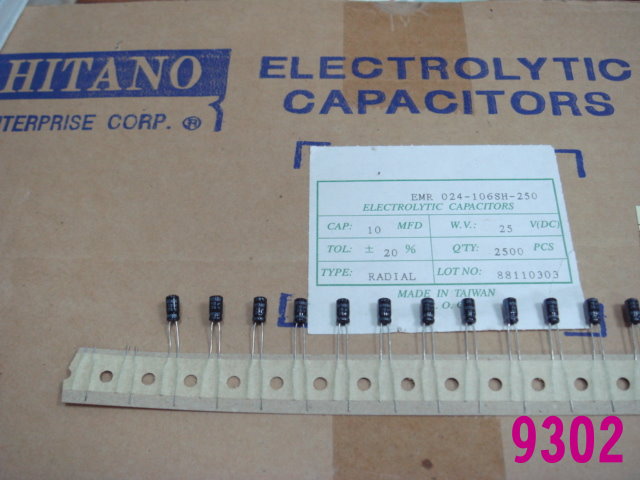 HITANO
ELECTROLYTIC
CAPACITORS
NTERPRISE CORP. ®
EMR 024-106SH-250
ELECTROLYTIC CAPACITORS
CAP: 10 MFD W.V.: 25 V(DC)
TOL: ± 20 % Q'TY: 2500 PCS
TYPE: RADIAL LOT NO: 88110303
MADE IN TAIWAN
9302